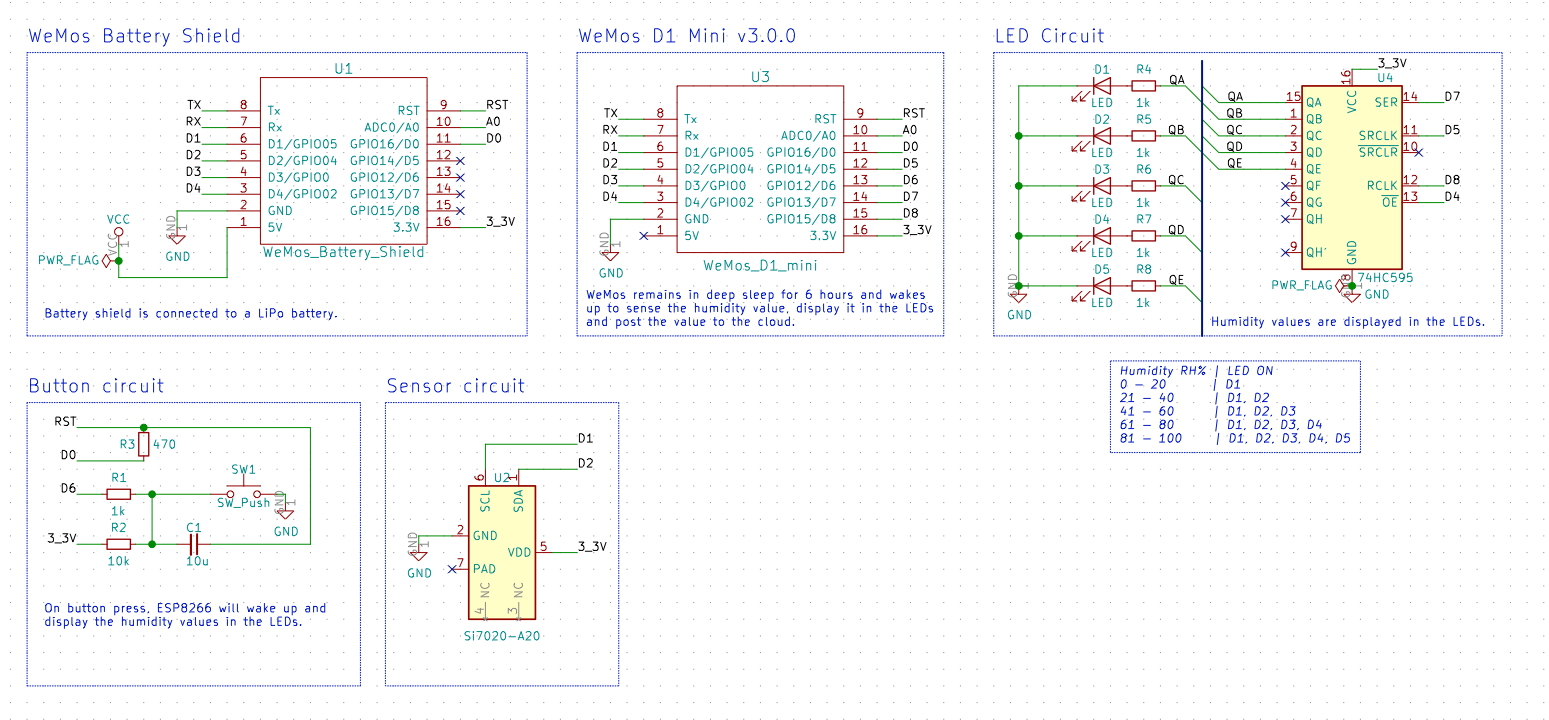 WeMos Battery Shield
U1
TX 8 Tx RST 9 RST
RX 7 Rx ADC0/A0 10 A0
D1 6 D1/GPIO05 GPIO16/D0 11 D0
D2 5 D2/GPIO04 GPIO14/D5 12
D3 4 D3/GPIO0 GPIO12/D6 13
D4 3 D4/GPIO02 GPIO13/D7 14
GND 1 2 GND GPIO15/D8 15
1 5V 3.3V 16 3_3V
VCC
VCC 1
GND
PWR_FLAG
WeMos_Battery_Shield
Battery shield is connected to a LiPo battery.
WeMos D1 Mini v3.0.0
U3
TX 8 Tx RST 9 RST
RX 7 Rx ADC0/A0 10 A0
D1 6 D1/GPIO05 GPIO16/D0 11 D0
D2 5 D2/GPIO04 GPIO14/D5 12 D5
D3 4 D3/GPIO0 GPIO12/D6 13 D6
D4 3 D4/GPIO02 GPIO13/D7 14 D7
2 GND GPIO15/D8 15 D8
GND 1 1 5V 3.3V 16 3_3V
GND
WeMos_D1_mini
WeMos remains in deep sleep for 6 hours and wakes
up to sense the humidity value, display it in the LEDs
and post the value to the cloud.
LED Circuit
D1 R4
QA
LED 1k
D2 R5
QB
LED 1k
D3 R6
QC
LED 1k
D4 R7
QD
LED 1k
D5 R8
QE
LED 1k
GND 1
GND
3_3V
16 U4
VCC
QA 15 QA SER 14 D7
QB 1 QB
QC 2 QC SRCLK 11 D5
QD 3 QD SRCLR 10
QE 4 QE
5 QF RCLK 12 D8
6 QG OE 13 D4
7 QH
9 QH'
GND
8
74HC595
PWR_FLAG
GND
Humidity values are displayed in the LEDs.
Humidity RH% | LED ON
0 - 20 | D1
21 - 40 | D1, D2
41 - 60 | D1, D2, D3
61 - 80 | D1, D2, D3, D4
81 - 100 | D1, D2, D3, D4, D5
Button circuit
RST
R3 470
D0
D6 R1
1k
SW1
SW_Push
GND 1
GND
3_3V R2
10k
C1
10u
On button press, ESP8266 will wake up and
display the humidity values in the LEDs.
Sensor circuit
D1
D2
6 U2 1
SCL SDA
2 GND
GND 1
GND
VDD 5 3_3V
7 PAD
NC NC
4 3
Si7020-A20